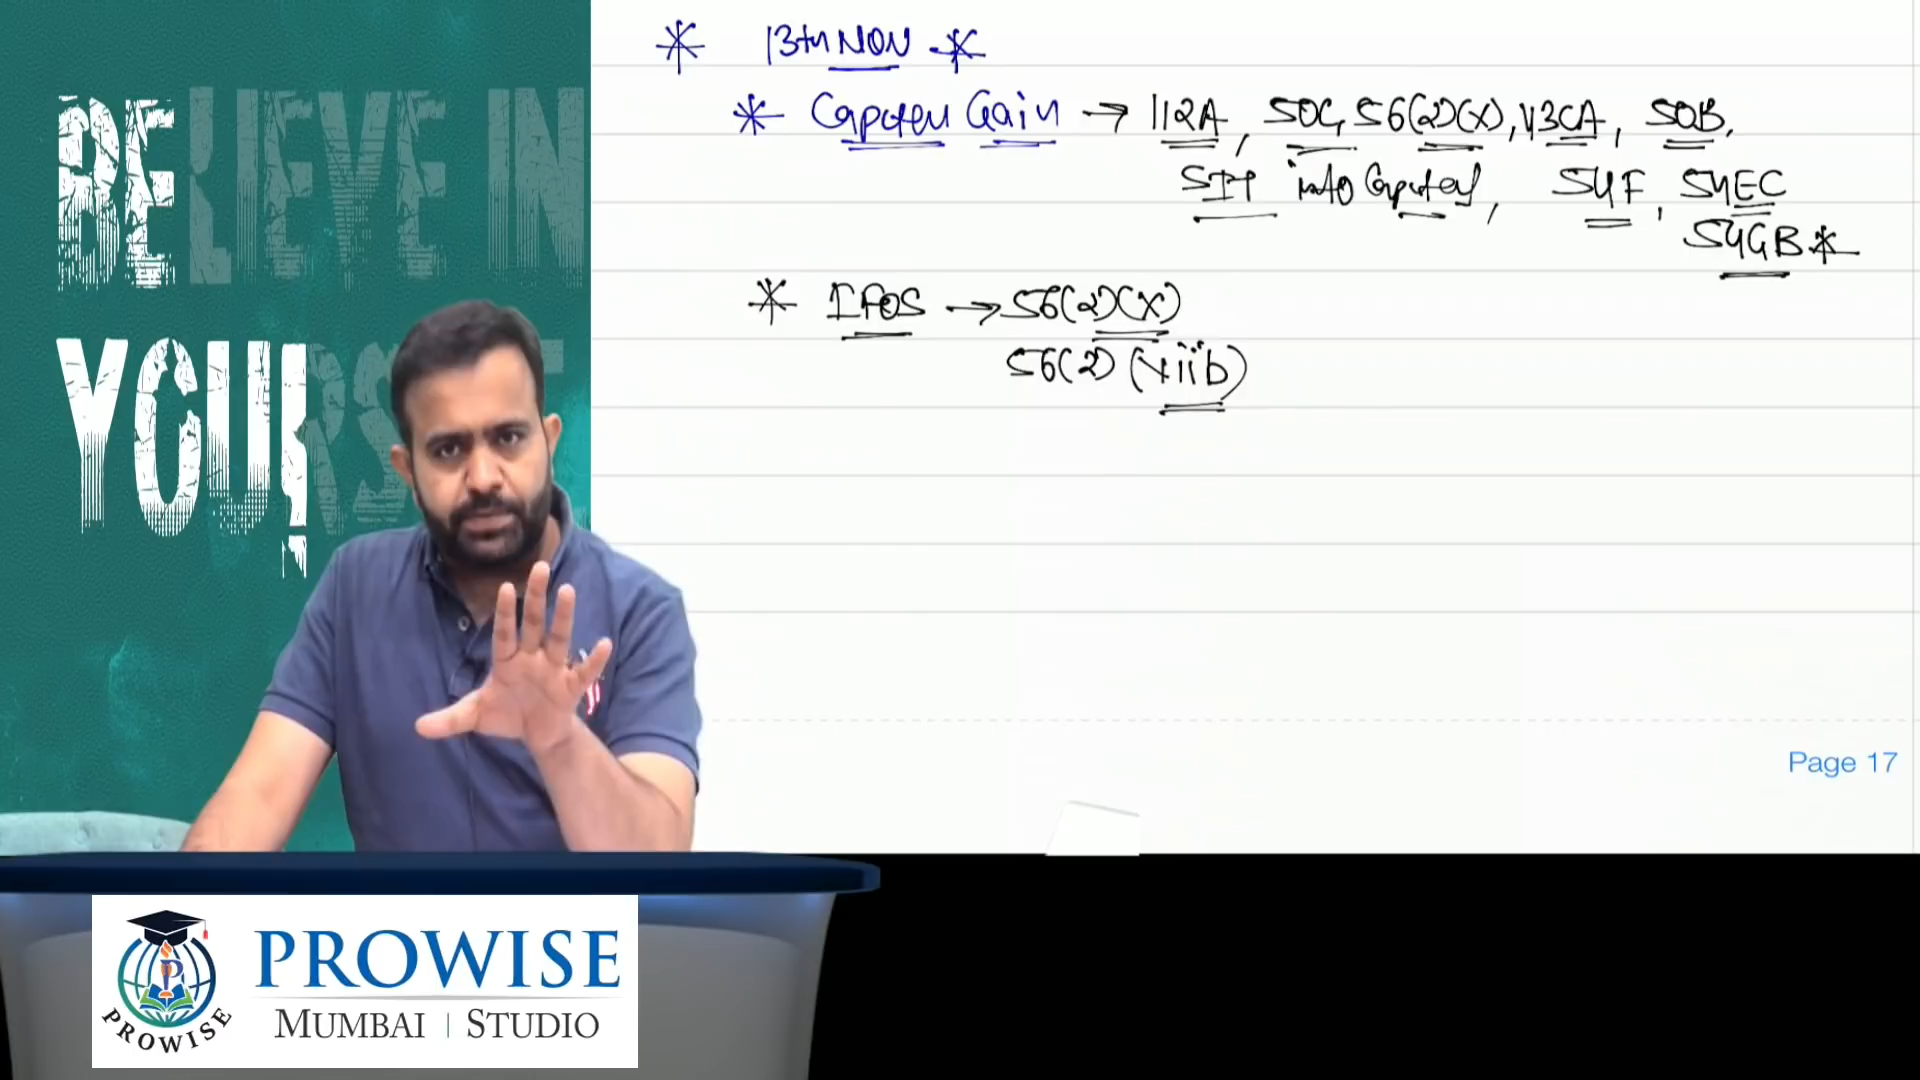 BELIEVE IN
YOURS
* 13th NOV *
* Capital Gain → 112A, 50C, 56(2)(x), 43CA, 50B,
SIT into Capital, 54F, 54EC
54GB *
* IFOS → 56(2)(x)
56(2)(viib)
Page 17
PROWISE
PROWISE
MUMBAI | STUDIO